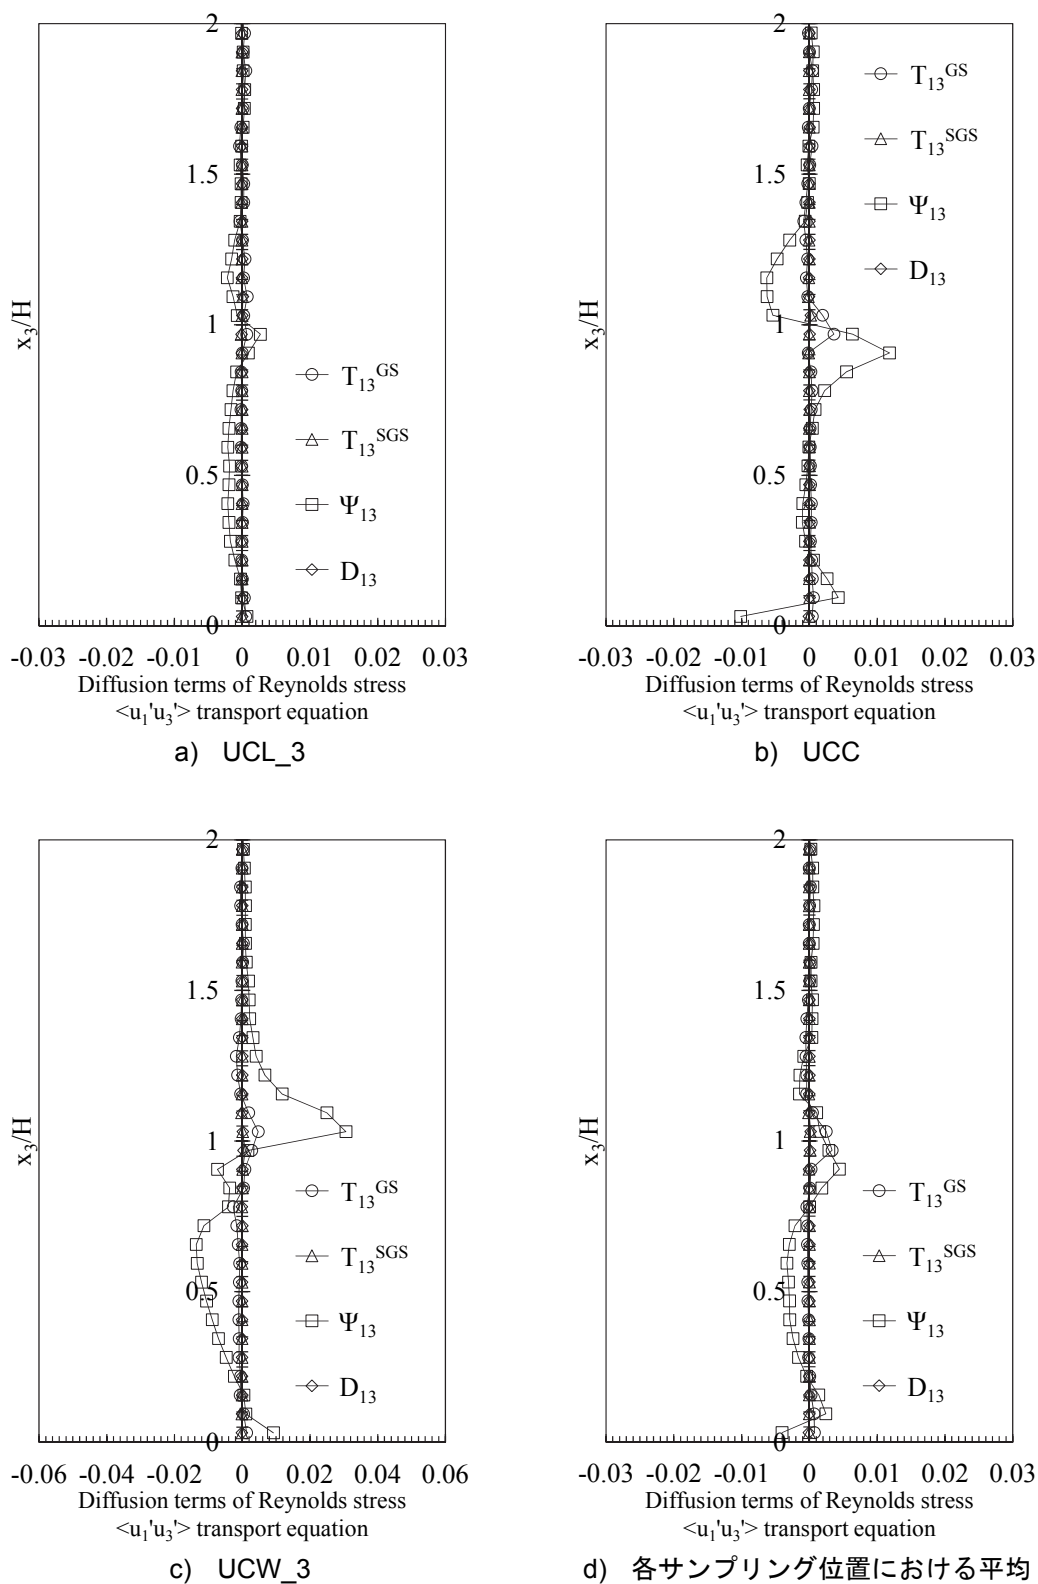 2
1.5
1
0.5
0
x₃/H
T₁₃ᴳˢ
T₁₃ˢᴳˢ
Ψ₁₃
D₁₃
-0.03 -0.02 -0.01 0 0.01 0.02 0.03
Diffusion terms of Reynolds stress
<u₁'u₃'> transport equation
a) UCL_3
2
1.5
1
0.5
0
x₃/H
T₁₃ᴳˢ
T₁₃ˢᴳˢ
Ψ₁₃
D₁₃
-0.03 -0.02 -0.01 0 0.01 0.02 0.03
Diffusion terms of Reynolds stress
<u₁'u₃'> transport equation
b) UCC
2
1.5
1
0.5
0
x₃/H
T₁₃ᴳˢ
T₁₃ˢᴳˢ
Ψ₁₃
D₁₃
-0.06 -0.04 -0.02 0 0.02 0.04 0.06
Diffusion terms of Reynolds stress
<u₁'u₃'> transport equation
c) UCW_3
2
1.5
1
0.5
0
x₃/H
T₁₃ᴳˢ
T₁₃ˢᴳˢ
Ψ₁₃
D₁₃
-0.03 -0.02 -0.01 0 0.01 0.02 0.03
Diffusion terms of Reynolds stress
<u₁'u₃'> transport equation
d) 各サンプリング位置における平均